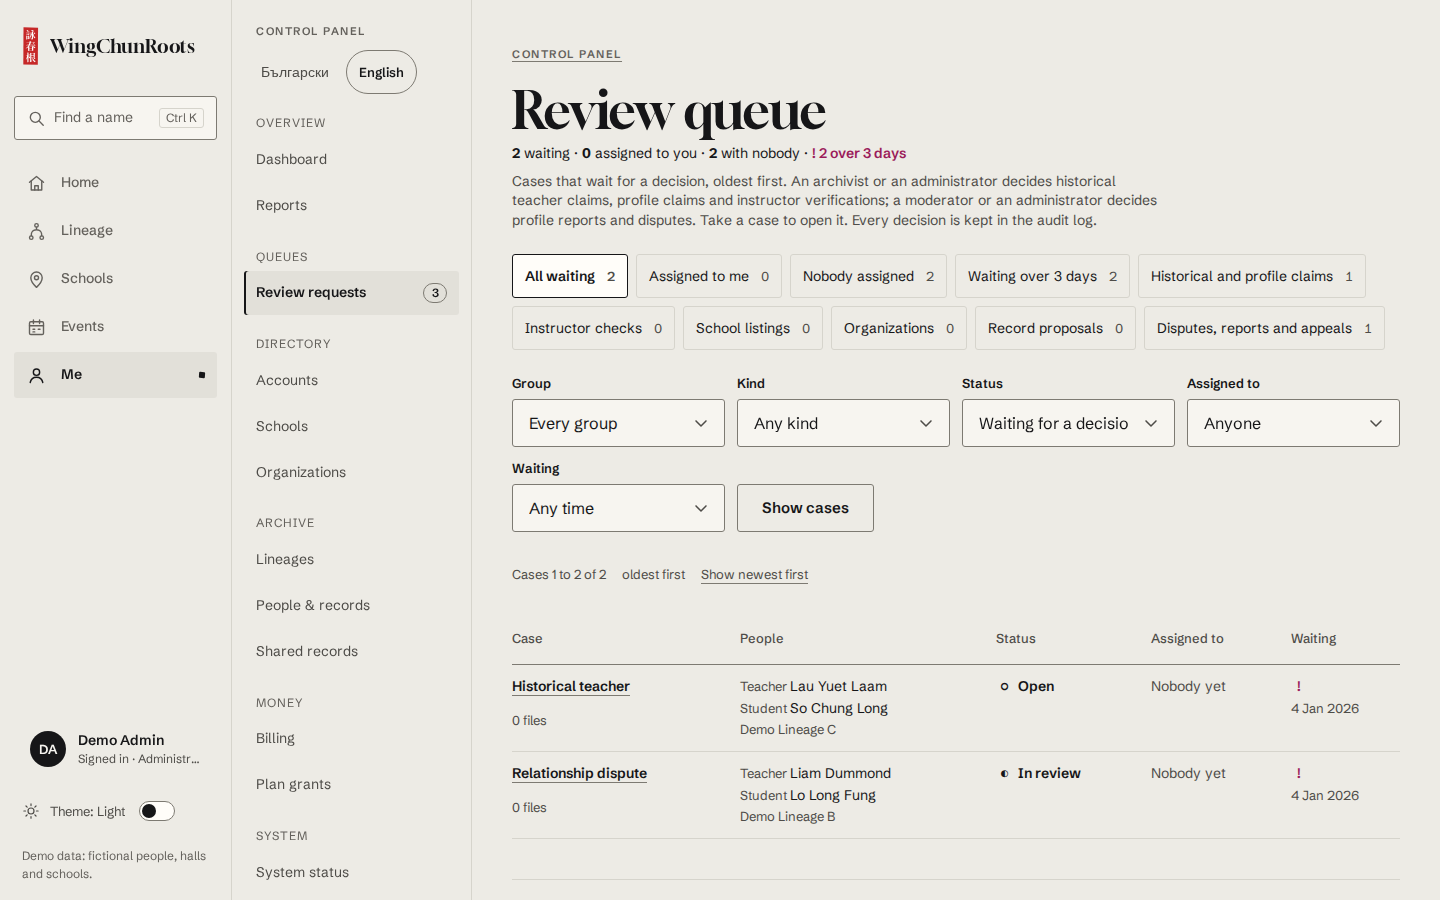 詠春根
WingChunRoots
Find a name Ctrl K
Home
Lineage
Schools
Events
Me
DA
Demo Admin
Signed in · Administr…
Theme: Light
Demo data: fictional people, halls
and schools.
CONTROL PANEL
Български English
OVERVIEW
Dashboard
Reports
QUEUES
Review requests 3
DIRECTORY
Accounts
Schools
Organizations
ARCHIVE
Lineages
People & records
Shared records
MONEY
Billing
Plan grants
SYSTEM
System status
CONTROL PANEL
Review queue
2 waiting · 0 assigned to you · 2 with nobody · ! 2 over 3 days
Cases that wait for a decision, oldest first. An archivist or an administrator decides historical
teacher claims, profile claims and instructor verifications; a moderator or an administrator decides
profile reports and disputes. Take a case to open it. Every decision is kept in the audit log.
All waiting 2 Assigned to me 0 Nobody assigned 2 Waiting over 3 days 2 Historical and profile claims 1
Instructor checks 0 School listings 0 Organizations 0 Record proposals 0 Disputes, reports and appeals 1
Group Kind Status Assigned to
Every group Any kind Waiting for a decisio Anyone
Waiting
Any time Show cases
Cases 1 to 2 of 2 oldest first Show newest first
Case People Status Assigned to Waiting
Historical teacher Teacher Lau Yuet Laam Open Nobody yet !
Student So Chung Long 4 Jan 2026
0 files
Demo Lineage C
Relationship dispute Teacher Liam Dummond In review Nobody yet !
Student Lo Long Fung 4 Jan 2026
0 files
Demo Lineage B